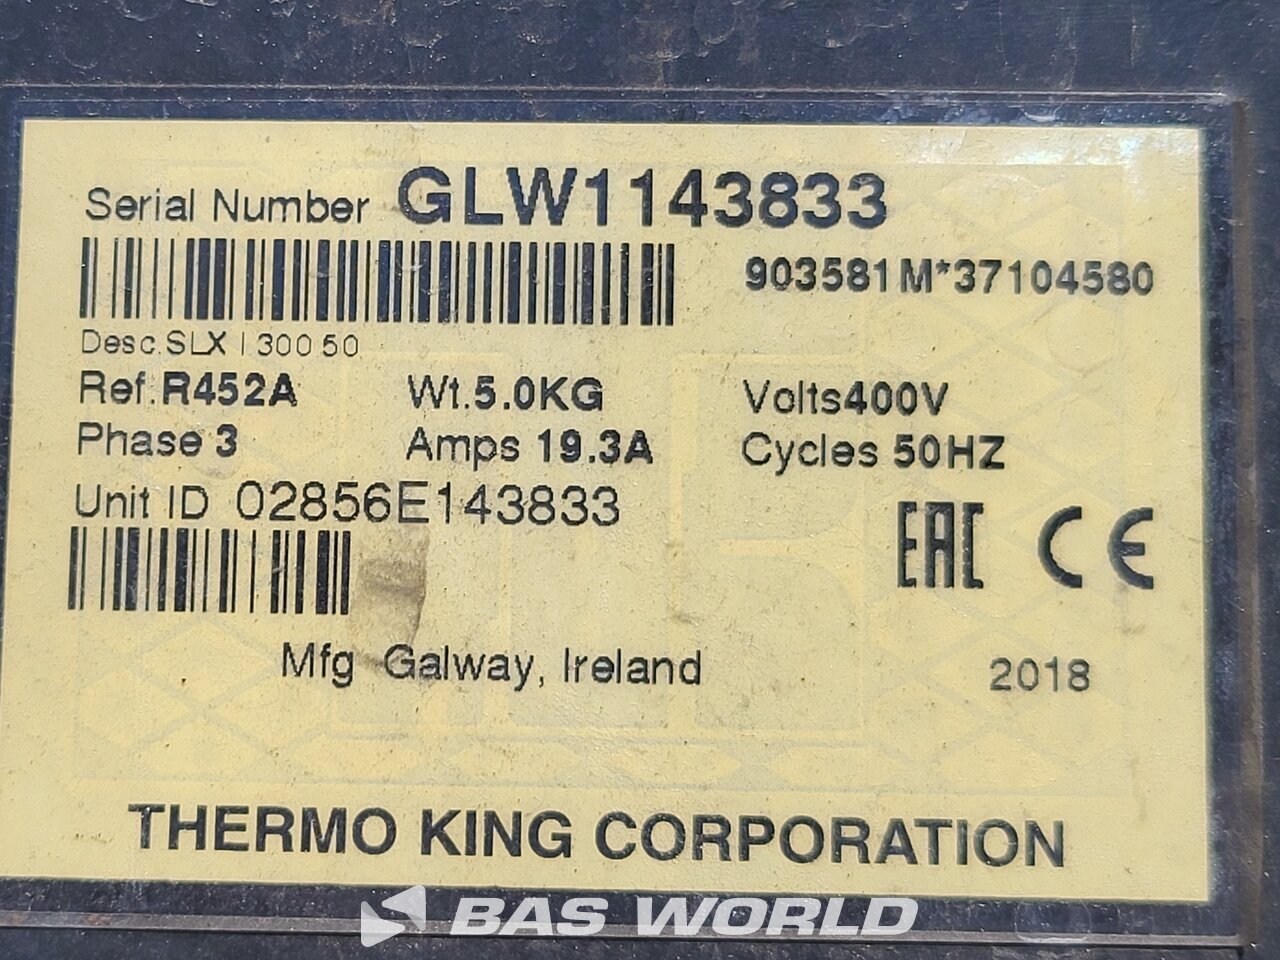 Serial Number GLW1143833
903581M*37104580
Desc.SLX I 300 50
Ref.R452A Wt.5.0KG Volts400V
Phase 3 Amps 19.3A Cycles 50HZ
Unit ID 02856E143833
EAC CE
Mfg Galway, Ireland 2018
THERMO KING CORPORATION
BAS WORLD